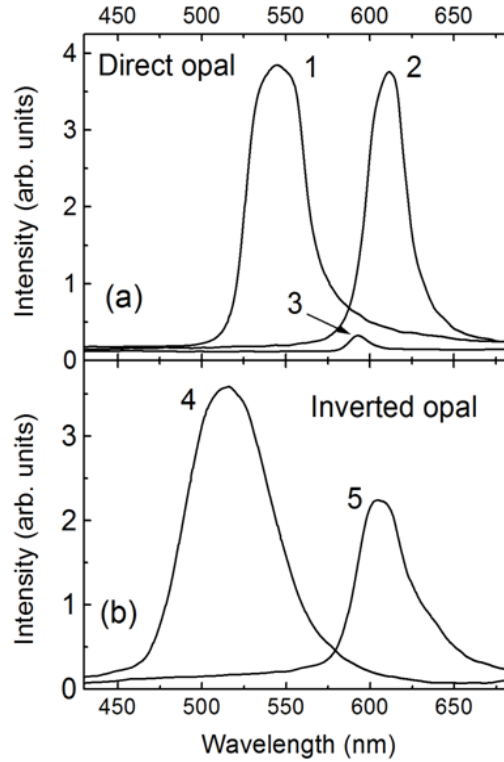 450 500 550 600 650
Direct opal
1
2
3
(a)
4
3
2
1
0
Intensity (arb. units)
4
Inverted opal
5
(b)
3
2
1
0
Intensity (arb. units)
450 500 550 600 650
Wavelength (nm)